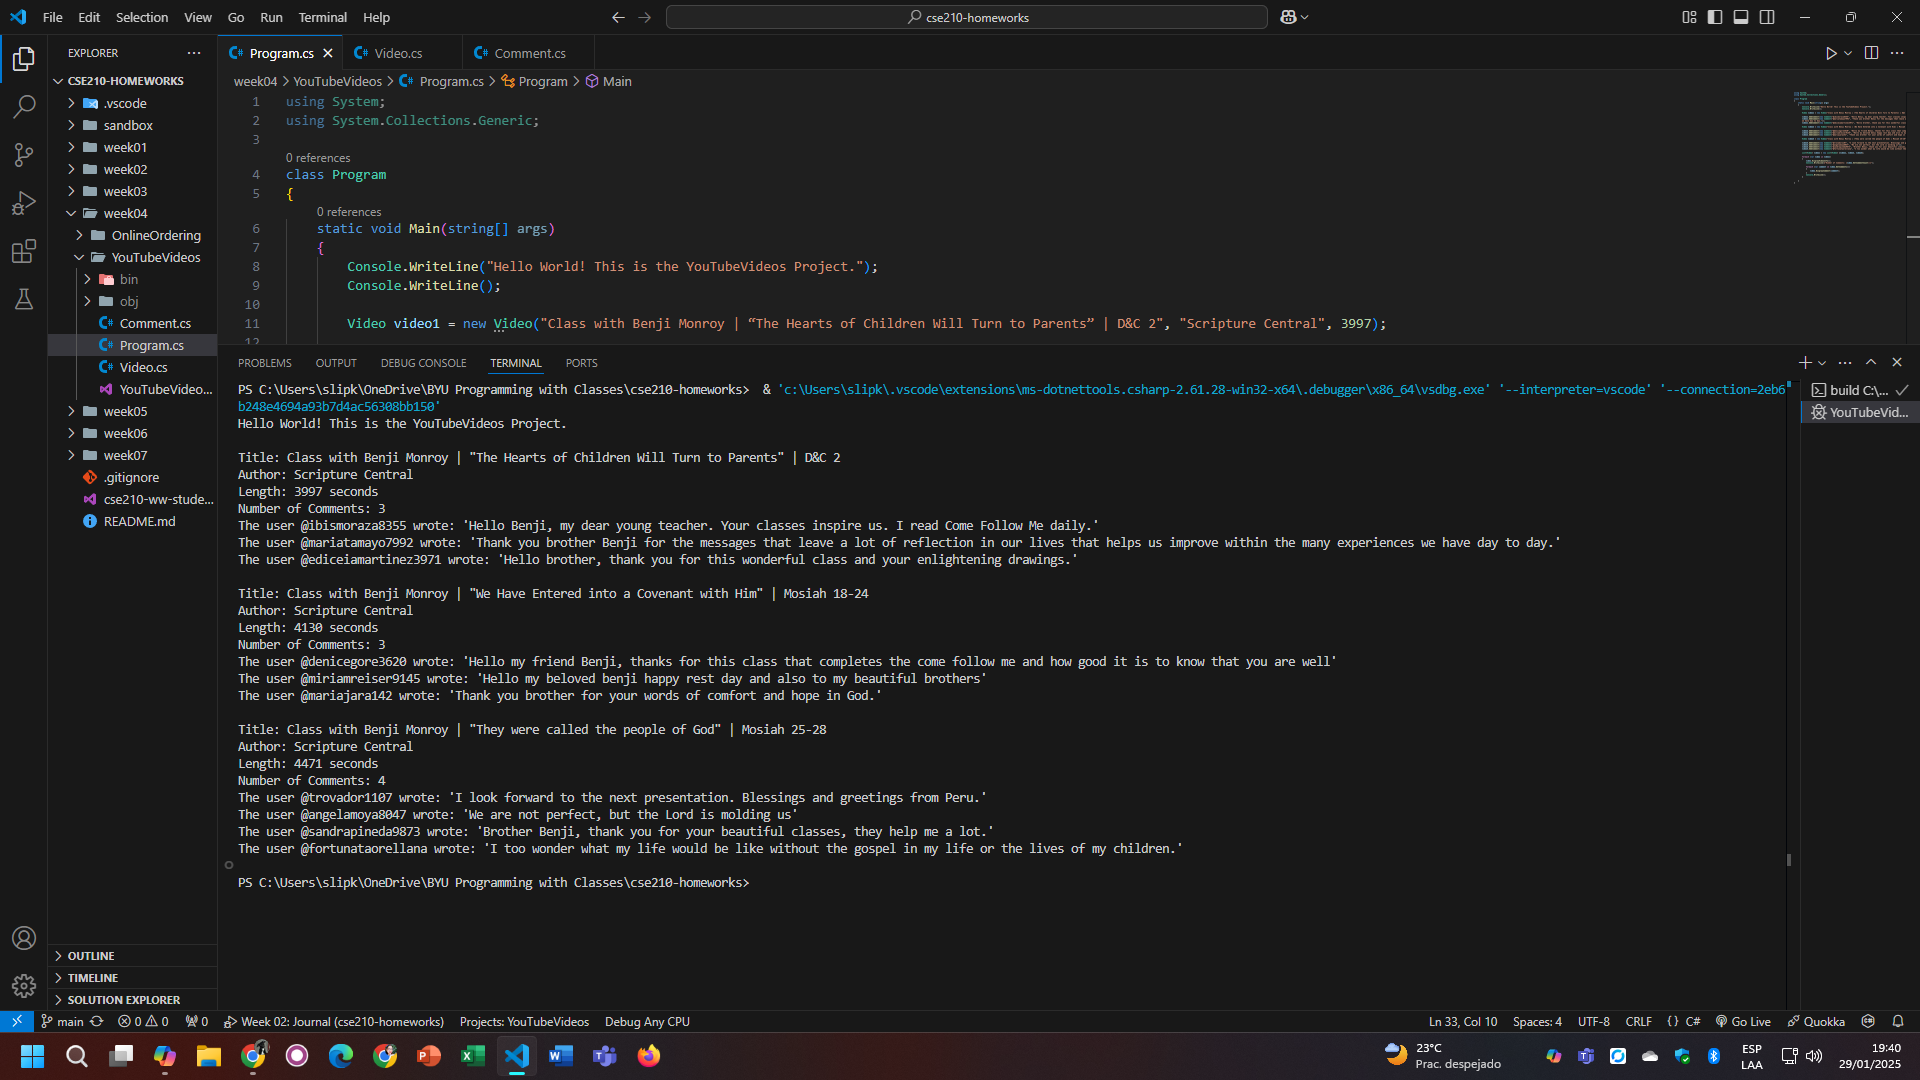 File Edit Selection View Go Run Terminal Help
cse210-homeworks
EXPLORER
CSE210-HOMEWORKS
.vscode
sandbox
week01
week02
week03
week04
OnlineOrdering
YouTubeVideos
bin
obj
Comment.cs
Program.cs
Video.cs
YouTubeVideo...
week05
week06
week07
.gitignore
cse210-ww-stude...
README.md
OUTLINE
TIMELINE
SOLUTION EXPLORER
Program.cs Video.cs Comment.cs
week04 > YouTubeVideos > Program.cs > Program > Main
1 using System;
2 using System.Collections.Generic;
3
0 references
4 class Program
5 {
0 references
6 static void Main(string[] args)
7 {
8 Console.WriteLine("Hello World! This is the YouTubeVideos Project.");
9 Console.WriteLine();
10
11 Video video1 = new Video("Class with Benji Monroy | “The Hearts of Children Will Turn to Parents” | D&C 2", "Scripture Central", 3997);
12
PROBLEMS OUTPUT DEBUG CONSOLE TERMINAL PORTS
PS C:\Users\slipk\OneDrive\BYU Programming with Classes\cse210-homeworks> & 'c:\Users\slipk\.vscode\extensions\ms-dotnettools.csharp-2.61.28-win32-x64\.debugger\x86_64\vsdbg.exe' '--interpreter=vscode' '--connection=2eb6
b248e4694a93b7d4ac56308bb150'
Hello World! This is the YouTubeVideos Project.
Title: Class with Benji Monroy | "The Hearts of Children Will Turn to Parents" | D&C 2
Author: Scripture Central
Length: 3997 seconds
Number of Comments: 3
The user @ibismoraza8355 wrote: 'Hello Benji, my dear young teacher. Your classes inspire us. I read Come Follow Me daily.'
The user @mariatamayo7992 wrote: 'Thank you brother Benji for the messages that leave a lot of reflection in our lives that helps us improve within the many experiences we have day to day.'
The user @ediceiamartinez3971 wrote: 'Hello brother, thank you for this wonderful class and your enlightening drawings.'
Title: Class with Benji Monroy | "We Have Entered into a Covenant with Him" | Mosiah 18-24
Author: Scripture Central
Length: 4130 seconds
Number of Comments: 3
The user @denicegore3620 wrote: 'Hello my friend Benji, thanks for this class that completes the come follow me and how good it is to know that you are well'
The user @miriamreiser9145 wrote: 'Hello my beloved benji happy rest day and also to my beautiful brothers'
The user @mariajara142 wrote: 'Thank you brother for your words of comfort and hope in God.'
Title: Class with Benji Monroy | "They were called the people of God" | Mosiah 25-28
Author: Scripture Central
Length: 4471 seconds
Number of Comments: 4
The user @trovador1107 wrote: 'I look forward to the next presentation. Blessings and greetings from Peru.'
The user @angelamoya8047 wrote: 'We are not perfect, but the Lord is molding us'
The user @sandrapineda9873 wrote: 'Brother Benji, thank you for your beautiful classes, they help me a lot.'
The user @fortunataorellana wrote: 'I too wonder what my life would be like without the gospel in my life or the lives of my children.'
PS C:\Users\slipk\OneDrive\BYU Programming with Classes\cse210-homeworks>
build C:\...
YouTubeVid...
main 0 0 0 Week 02: Journal (cse210-homeworks) Projects: YouTubeVideos Debug Any CPU
Ln 33, Col 10 Spaces: 4 UTF-8 CRLF {} C# Go Live Quokka
23°C
Prac. despejado
ESP
LAA
19:40
29/01/2025